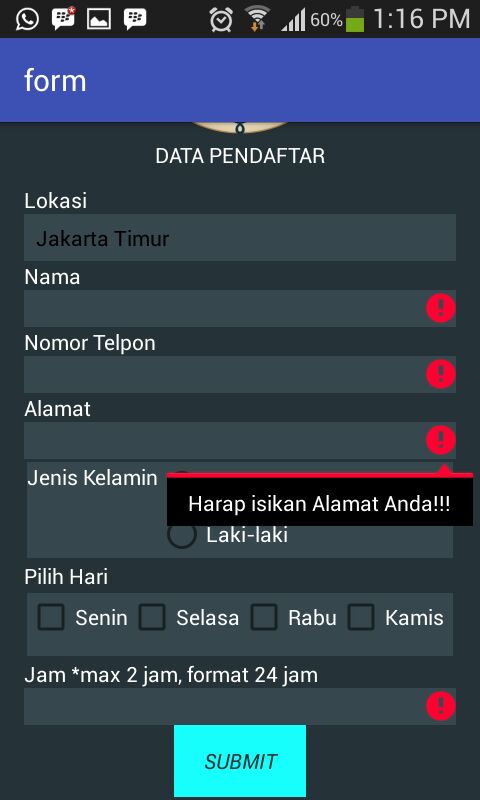 60% 1:16 PM
form
DATA PENDAFTAR
Lokasi
Jakarta Timur
Nama
Nomor Telpon
Alamat
Jenis Kelamin
Harap isikan Alamat Anda!!!
Laki-laki
Pilih Hari
Senin Selasa Rabu Kamis
Jam *max 2 jam, format 24 jam
SUBMIT